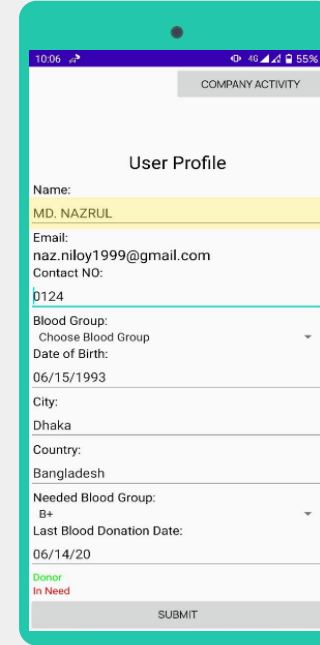 10:06 4G 55%
COMPANY ACTIVITY
User Profile
Name:
MD. NAZRUL
Email:
naz.niloy1999@gmail.com
Contact NO:
0124
Blood Group:
Choose Blood Group
Date of Birth:
06/15/1993
City:
Dhaka
Country:
Bangladesh
Needed Blood Group:
B+
Last Blood Donation Date:
06/14/20
Donor
In Need
SUBMIT